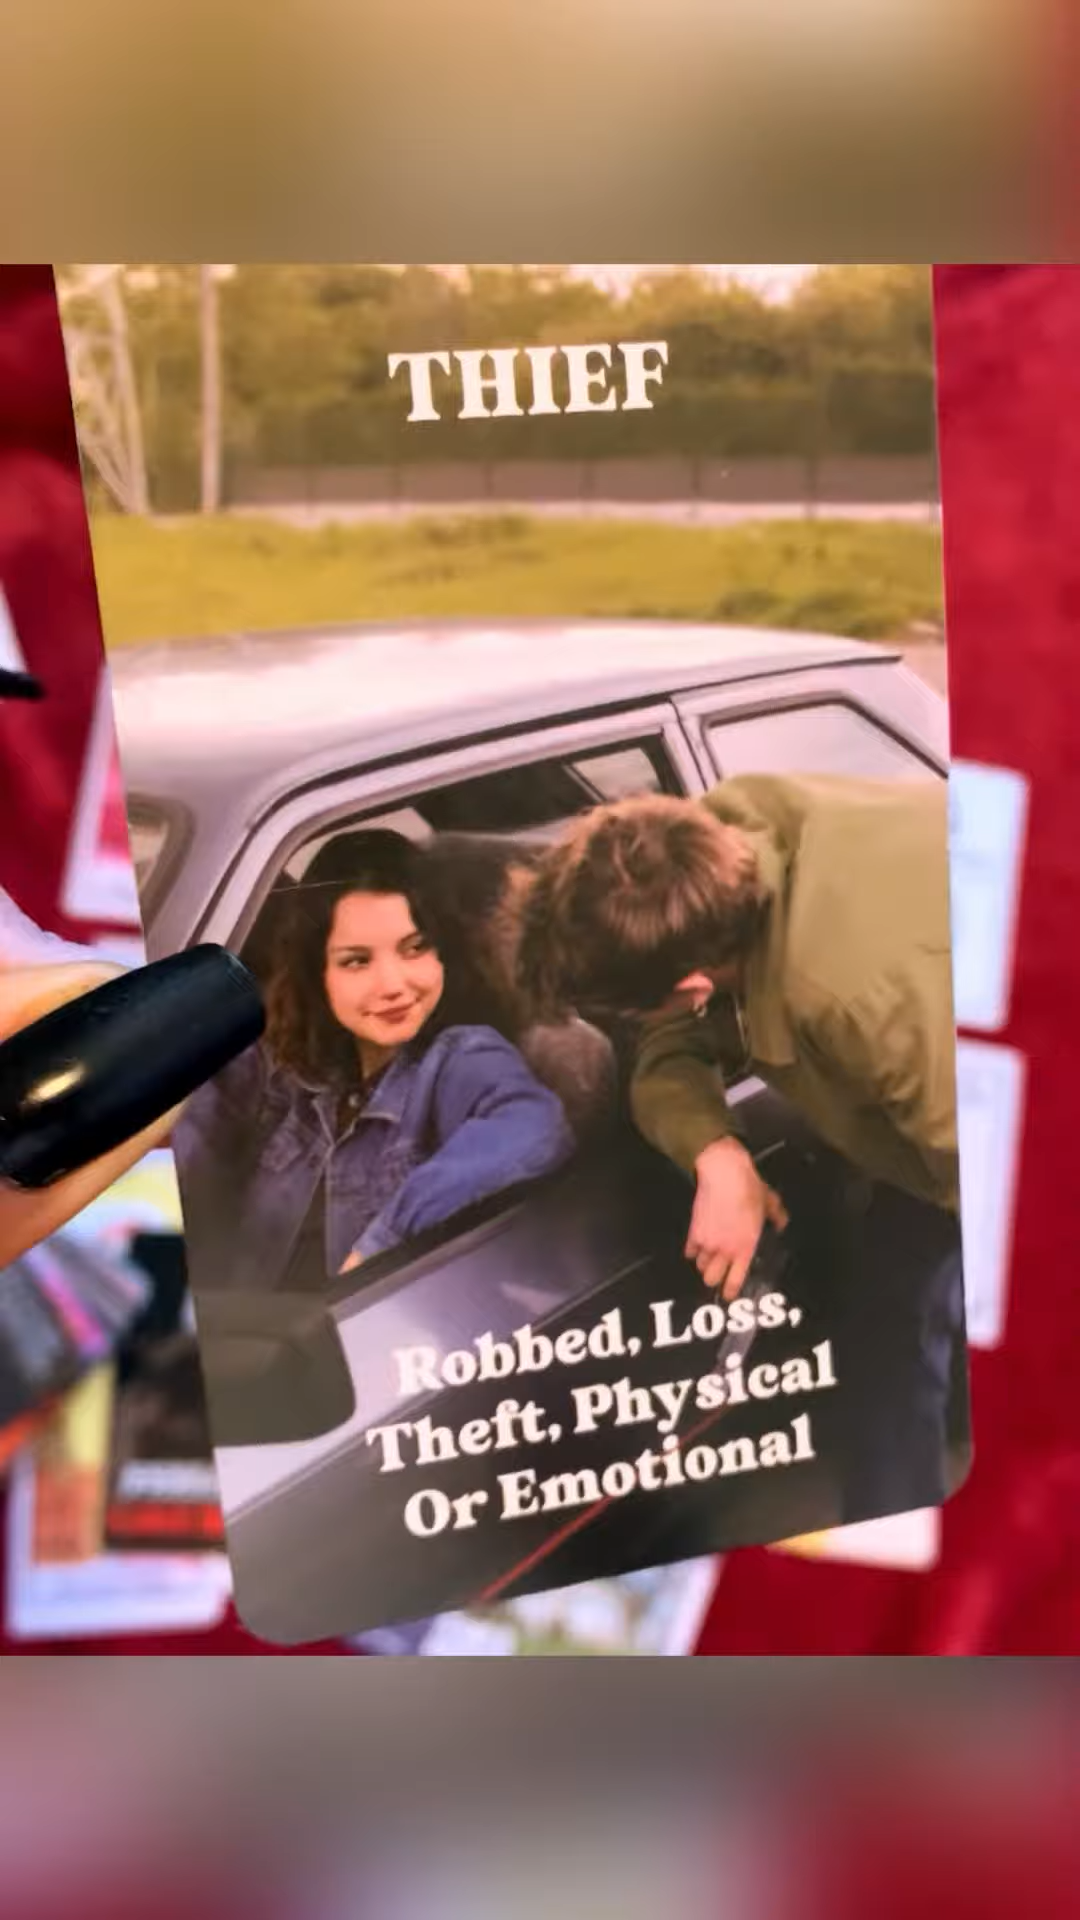 THIEF
Robbed, Loss,
Theft, Physical
Or Emotional